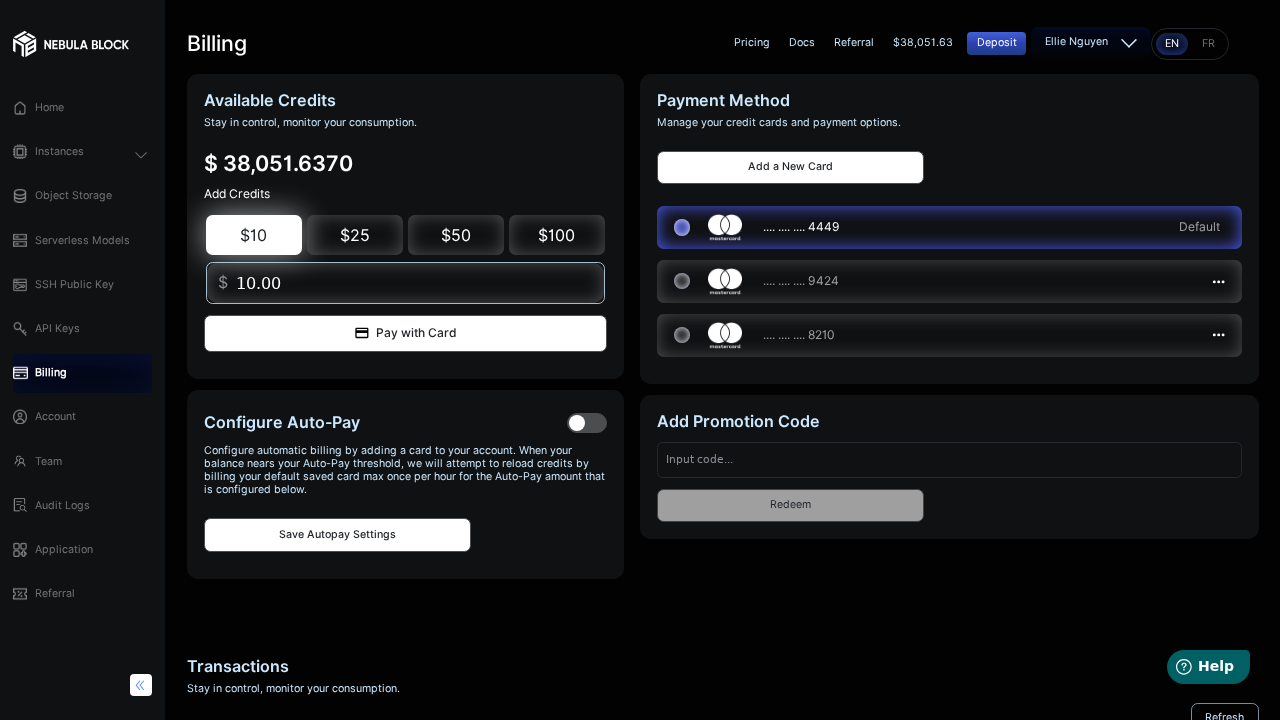 NEBULA BLOCK
Home
Instances
Object Storage
Serverless Models
SSH Public Key
API Keys
Billing
Account
Team
Audit Logs
Application
Referral
Billing
Pricing
Docs
Referral
$38,051.63
Deposit
Ellie Nguyen
EN
FR
Available Credits
Stay in control, monitor your consumption.
$ 38,051.6370
Add Credits
$10
$25
$50
$100
$ 10.00
Pay with Card
Configure Auto-Pay
Configure automatic billing by adding a card to your account. When your
balance nears your Auto-Pay threshold, we will attempt to reload credits by
billing your default saved card max once per hour for the Auto-Pay amount that
is configured below.
Save Autopay Settings
Payment Method
Manage your credit cards and payment options.
Add a New Card
mastercard
.... .... .... 4449
Default
mastercard
.... .... .... 9424
mastercard
.... .... .... 8210
Add Promotion Code
Input code...
Redeem
Transactions
Stay in control, monitor your consumption.
Help
Refresh